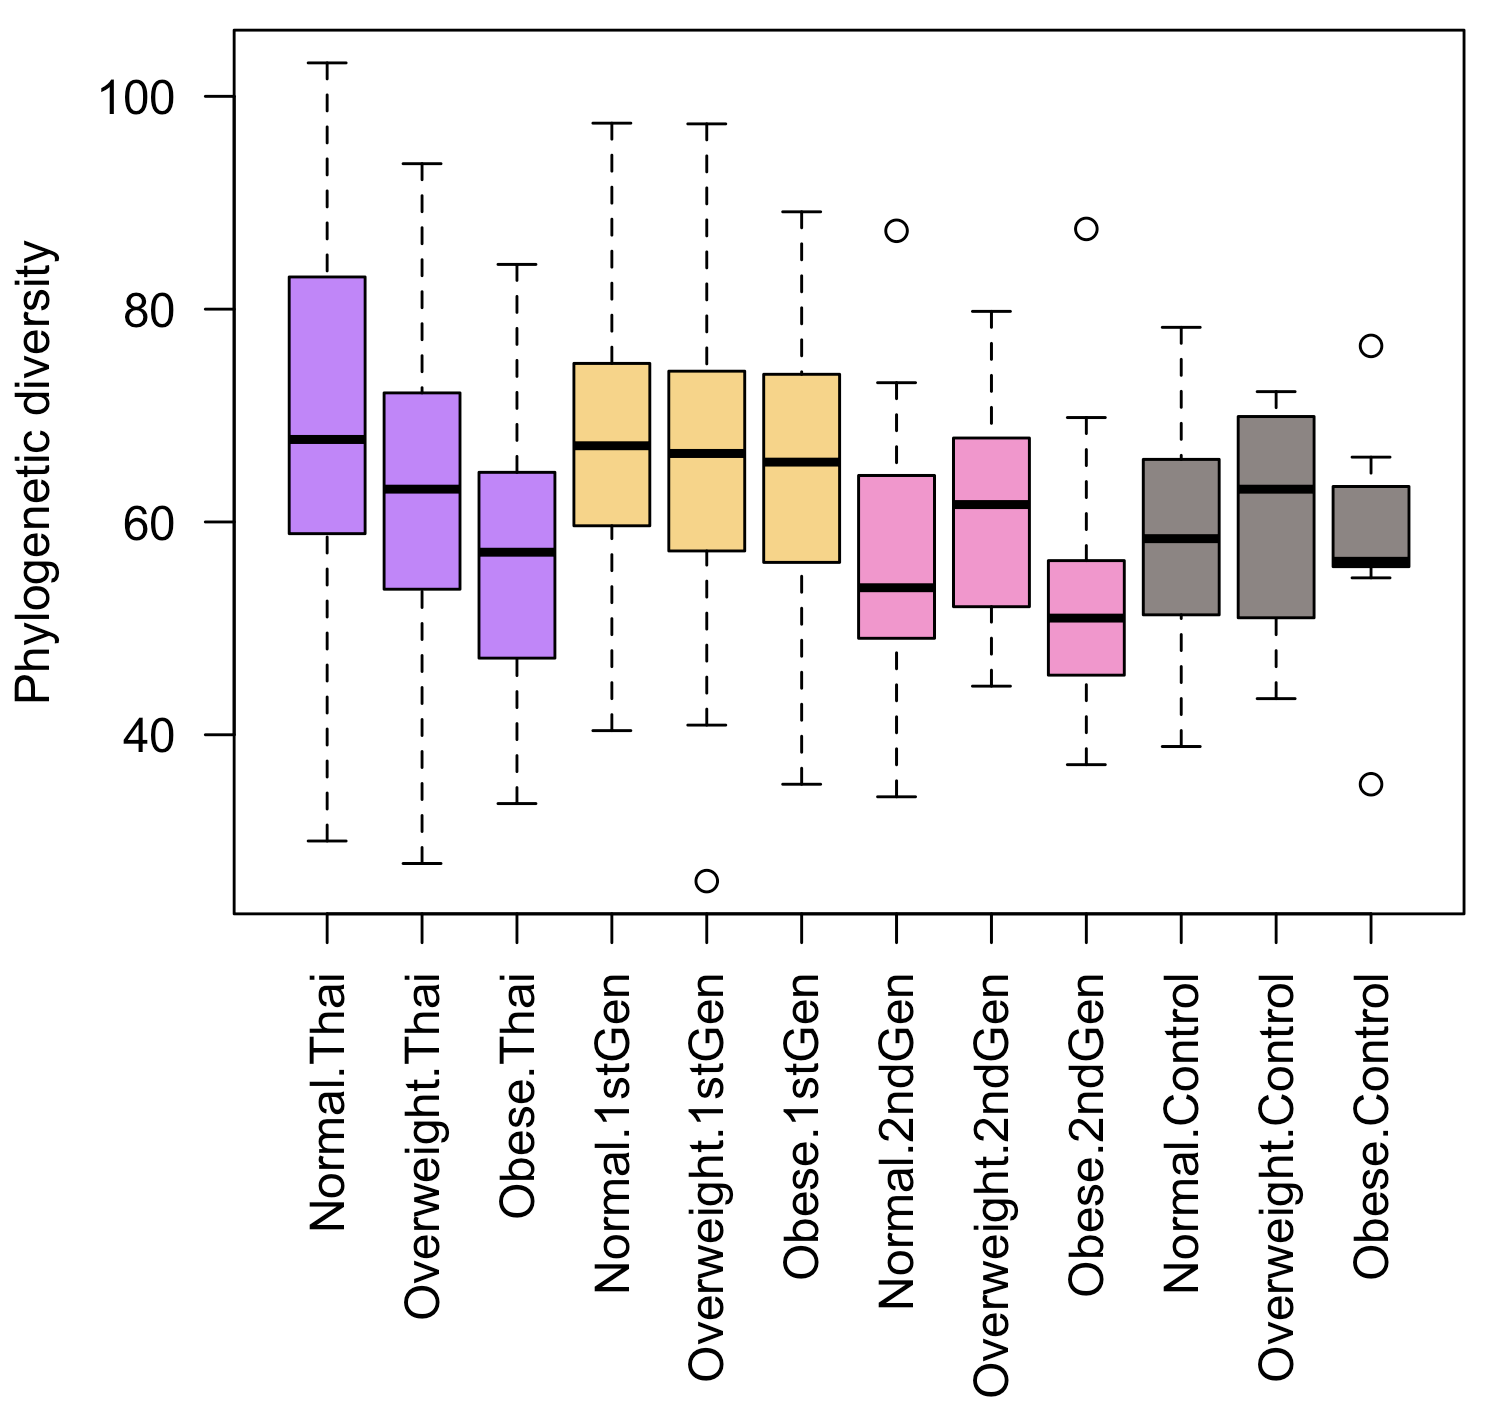 Phylogenetic diversity
100
80
60
40
Normal.Thai
Overweight.Thai
Obese.Thai
Normal.1stGen
Overweight.1stGen
Obese.1stGen
Normal.2ndGen
Overweight.2ndGen
Obese.2ndGen
Normal.Control
Overweight.Control
Obese.Control